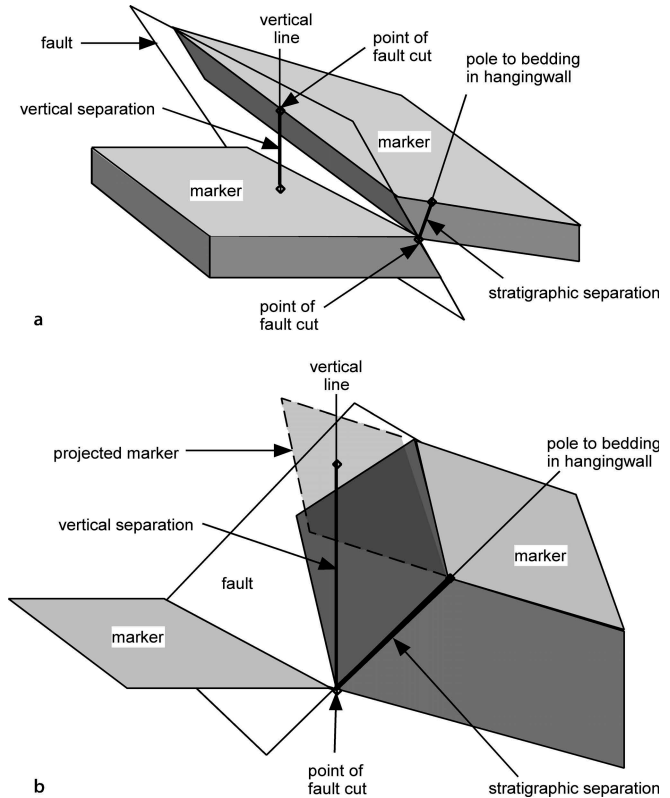 vertical
line
fault
point of
fault cut
pole to bedding
in hangingwall
vertical separation
marker
marker
stratigraphic separation
point of
fault cut
a
vertical
line
projected marker
pole to bedding
in hangingwall
vertical separation
marker
fault
marker
point of
fault cut
stratigraphic separation
b